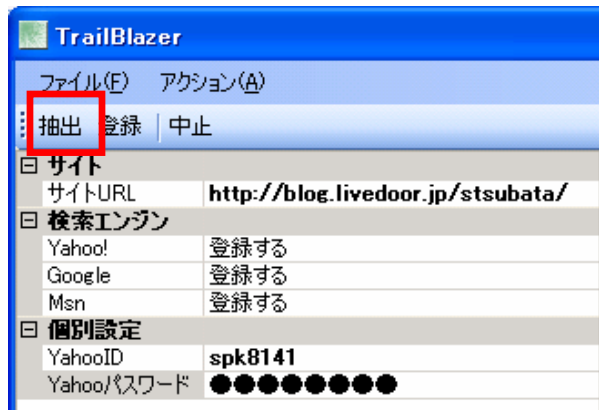 TrailBlazer
ファイル(F) アクション(A)
抽出 登録 中止
サイト
サイトURL http://blog.livedoor.jp/stsubata/
検索エンジン
Yahoo! 登録する
Google 登録する
Msn 登録する
個別設定
YahooID spk8141
Yahooパスワード ●●●●●●●●